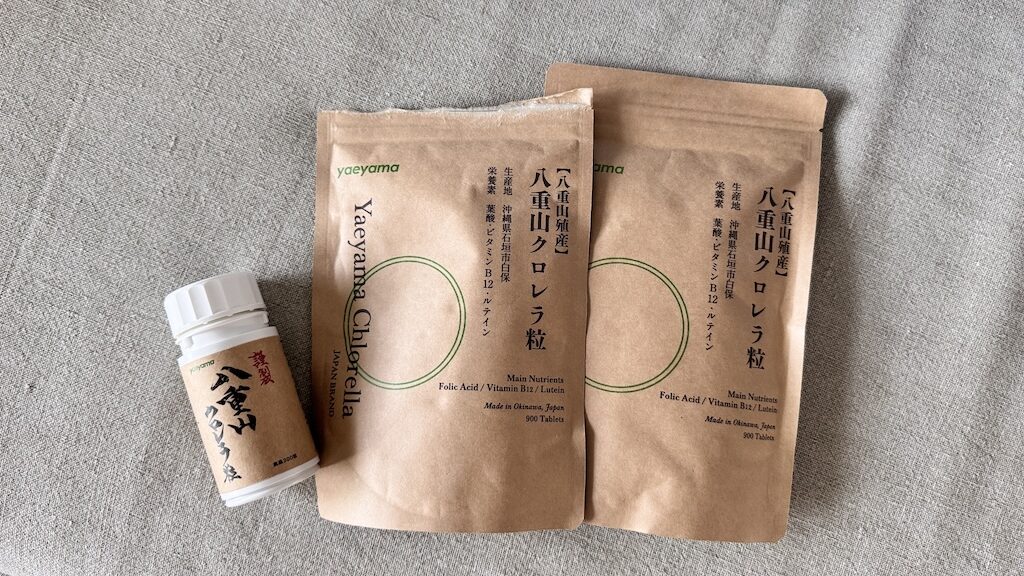 yaeyama
謹製
八重山
クロレラ粒
yaeyama
【八重山殖産】
八重山クロレラ粒
生産地 沖縄県石垣市白保
栄養素 葉酸・ビタミンB12・ルテイン
Yaeyama Chlorella
JAPAN BRAND
Main Nutrients
Folic Acid / Vitamin B12 / Lutein
Made in Okinawa, Japan
900 Tablets
ma
【八重山殖産】
八重山クロレラ粒
生産地 沖縄県石垣市白保
栄養素 葉酸・ビタミンB12・ルテイン
Main Nutrients
Folic Acid / Vitamin B12 / Lutein
Made in Okinawa, Japan
900 Tablets